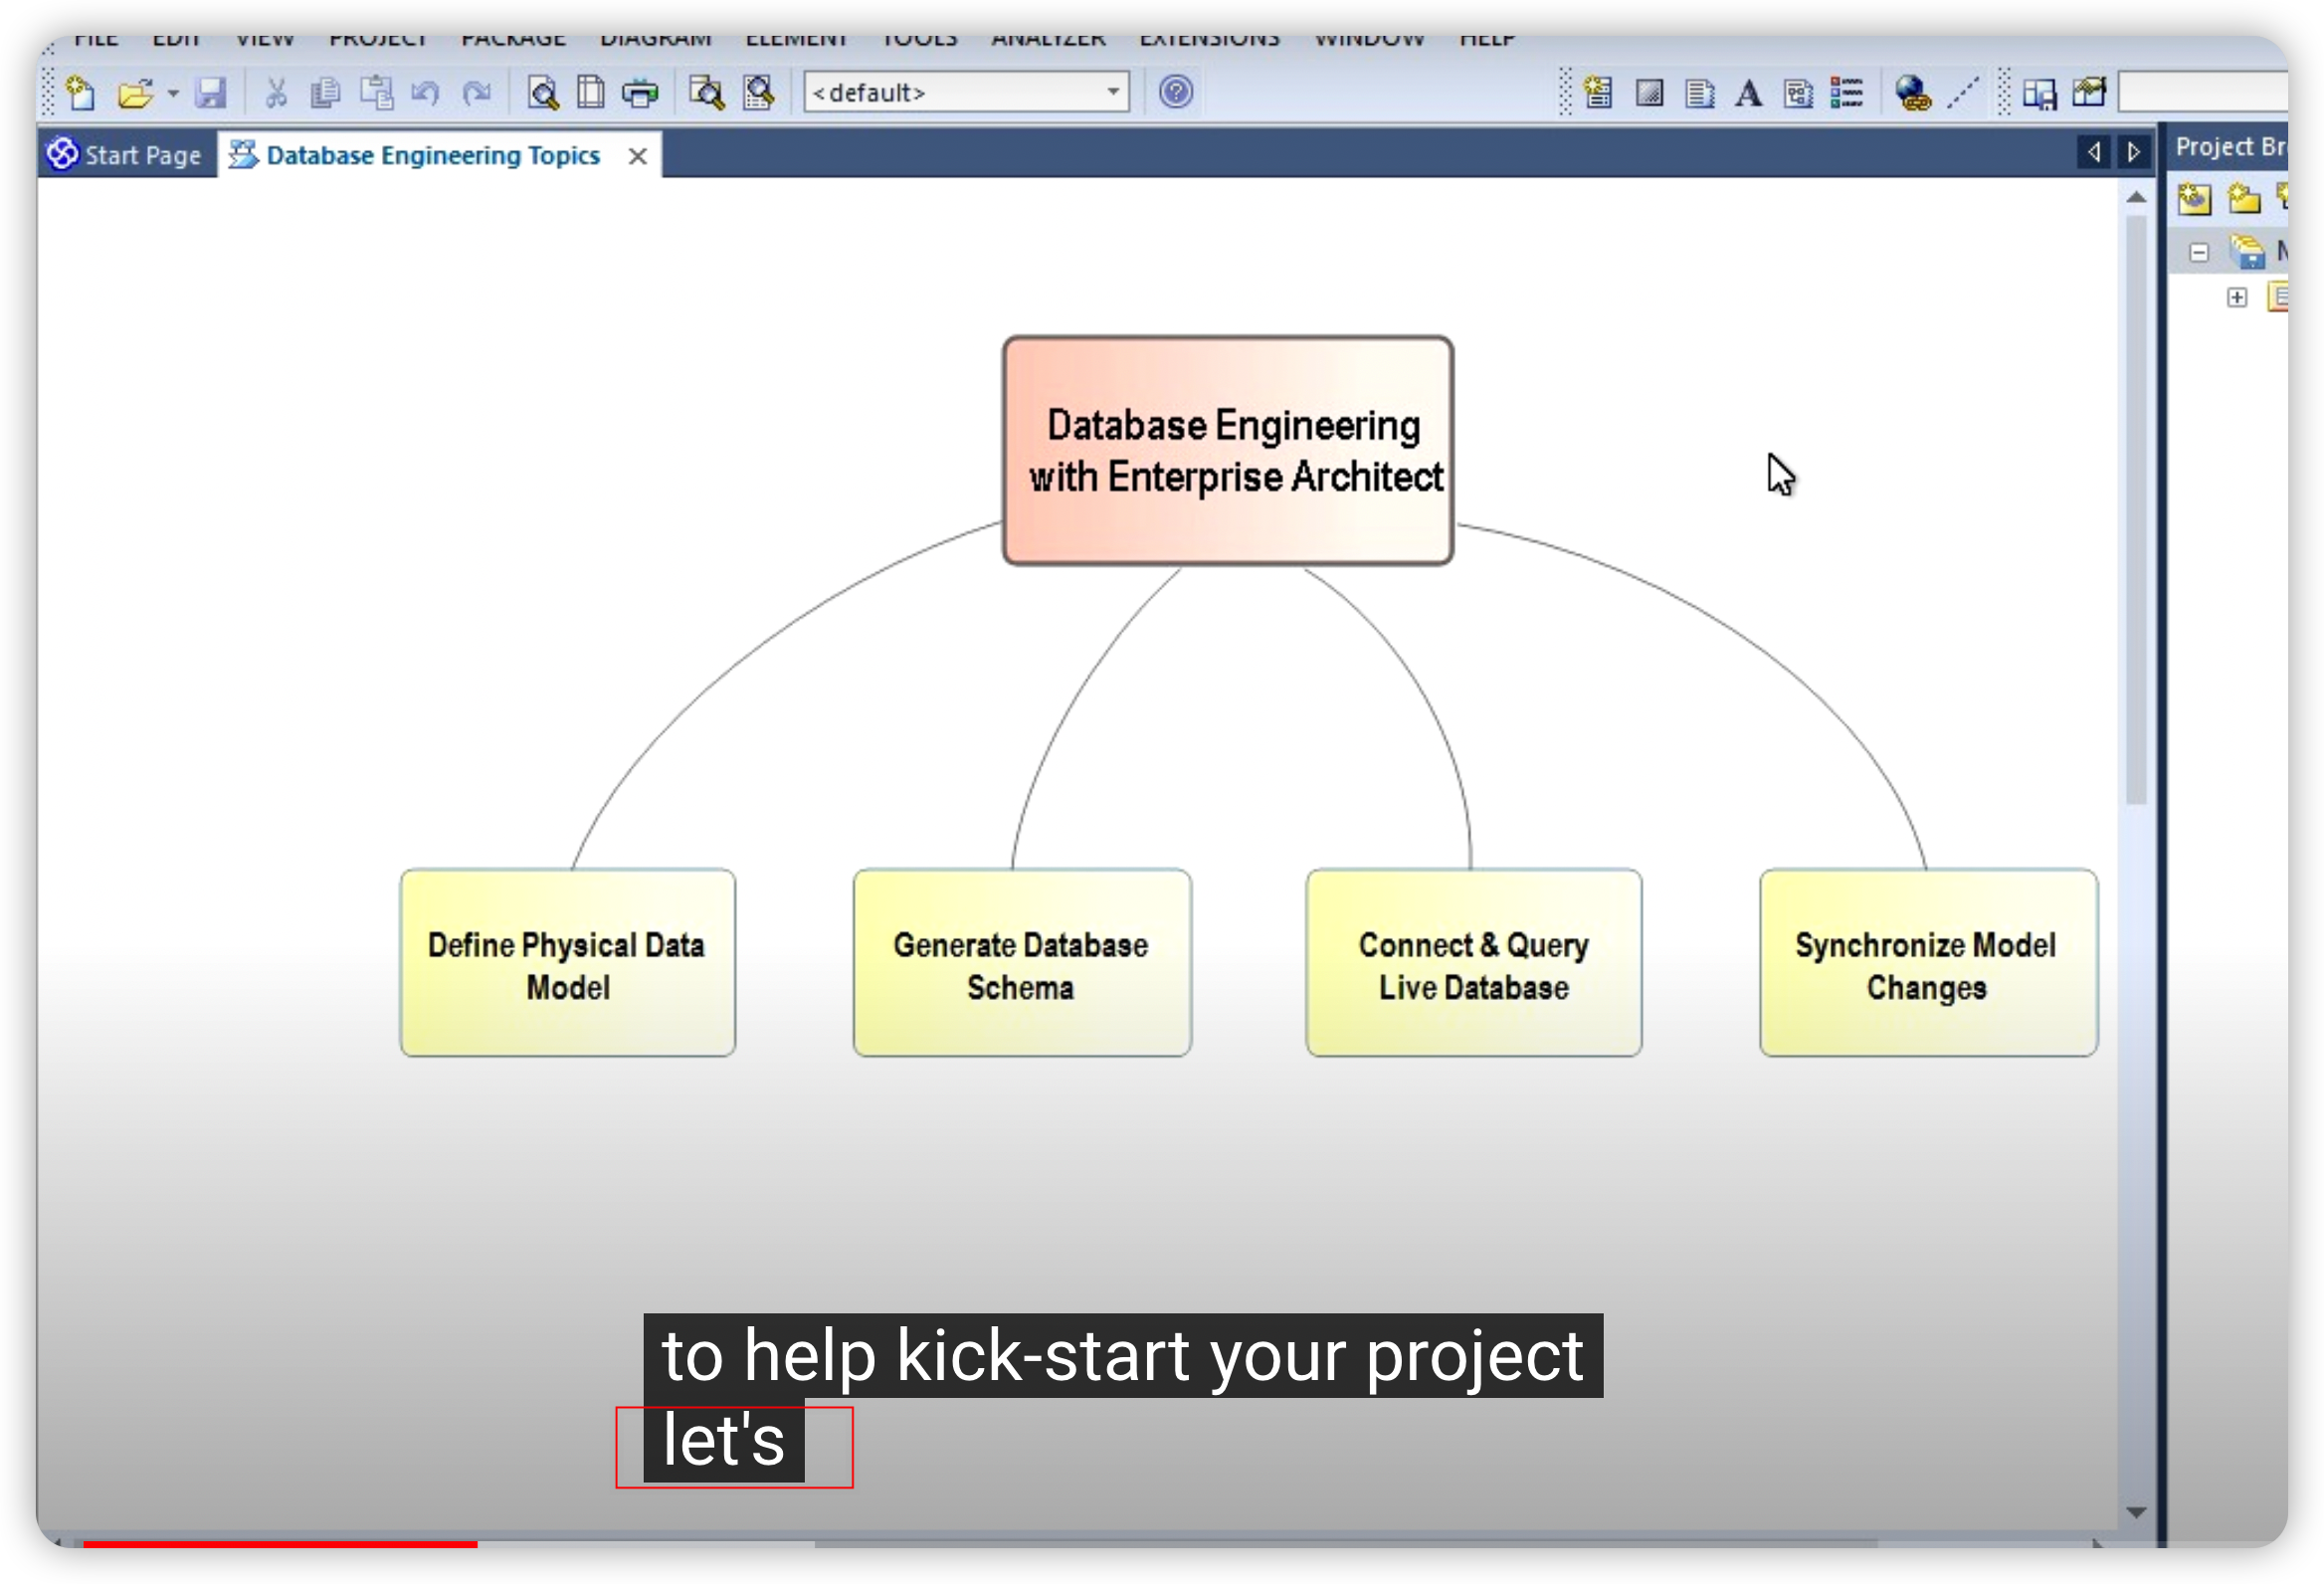 FILE EDIT VIEW PROJECT PACKAGE DIAGRAM ELEMENT TOOLS ANALYZER EXTENSIONS WINDOW HELP
<default>
Start Page
Database Engineering Topics
Project Br
Database Engineering
with Enterprise Architect
Define Physical Data
Model
Generate Database
Schema
Connect & Query
Live Database
Synchronize Model
Changes
to help kick-start your project
let's